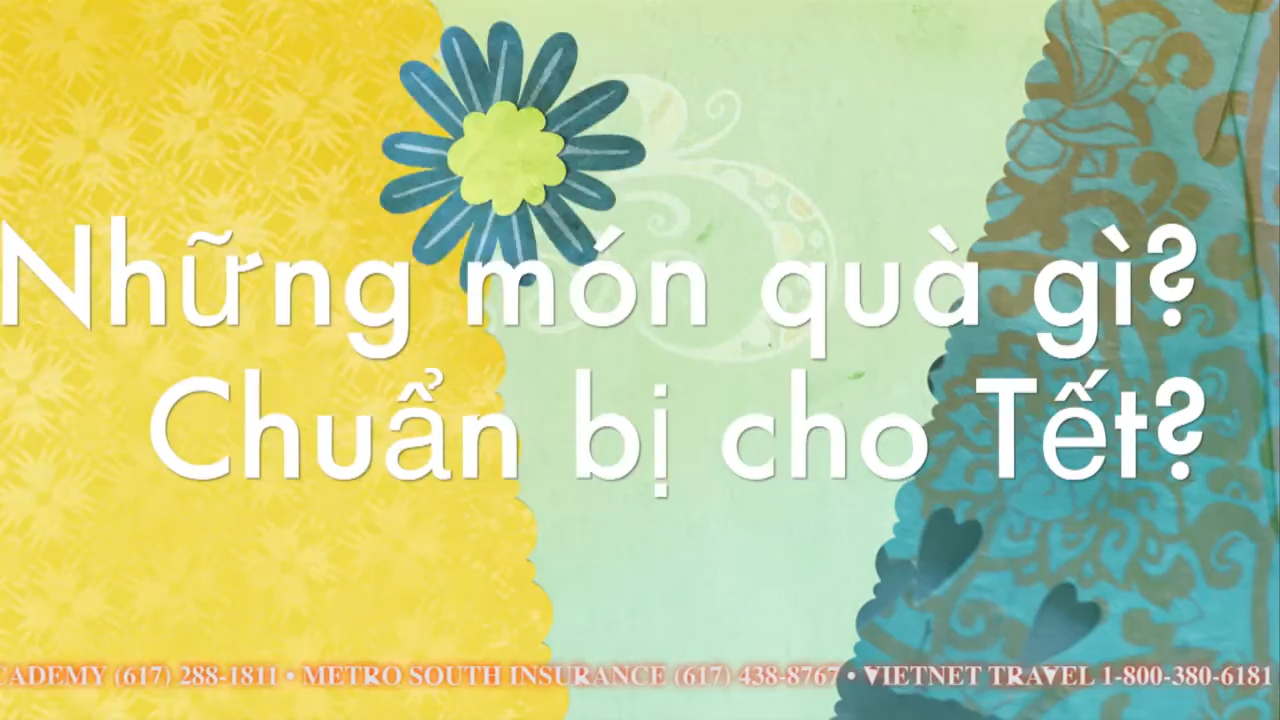 Những món quà gì?
Chuẩn bị cho Tết?
CADEMY (617) 288-1811 • METRO SOUTH INSURANCE (617) 438-8767 • VIETNET TRAVEL 1-800-380-6181